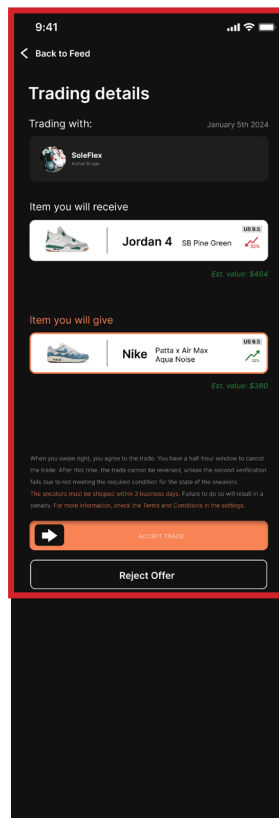 9:41
Back to Feed
Trading details
Trading with:
January 5th 2024
SoleFlex
Item you will receive
US 9.5
Jordan 4 SB Pine Green
Est. value: $464
Item you will give
US 9.5
Nike
Patta x Air Max
Aqua Noise
Est. value: $380
When you swipe right, you agree to the trade. You have a half-hour window to cancel
the trade. After this time, the trade cannot be reversed, unless the second verification
fails due to not meeting the required condition for the state of the sneakers.
The sneakers must be shipped within 3 business days. Failure to do so will result in a
penalty. For more information, check the Terms and Conditions in the settings.
ACCEPT TRADE
Reject Offer